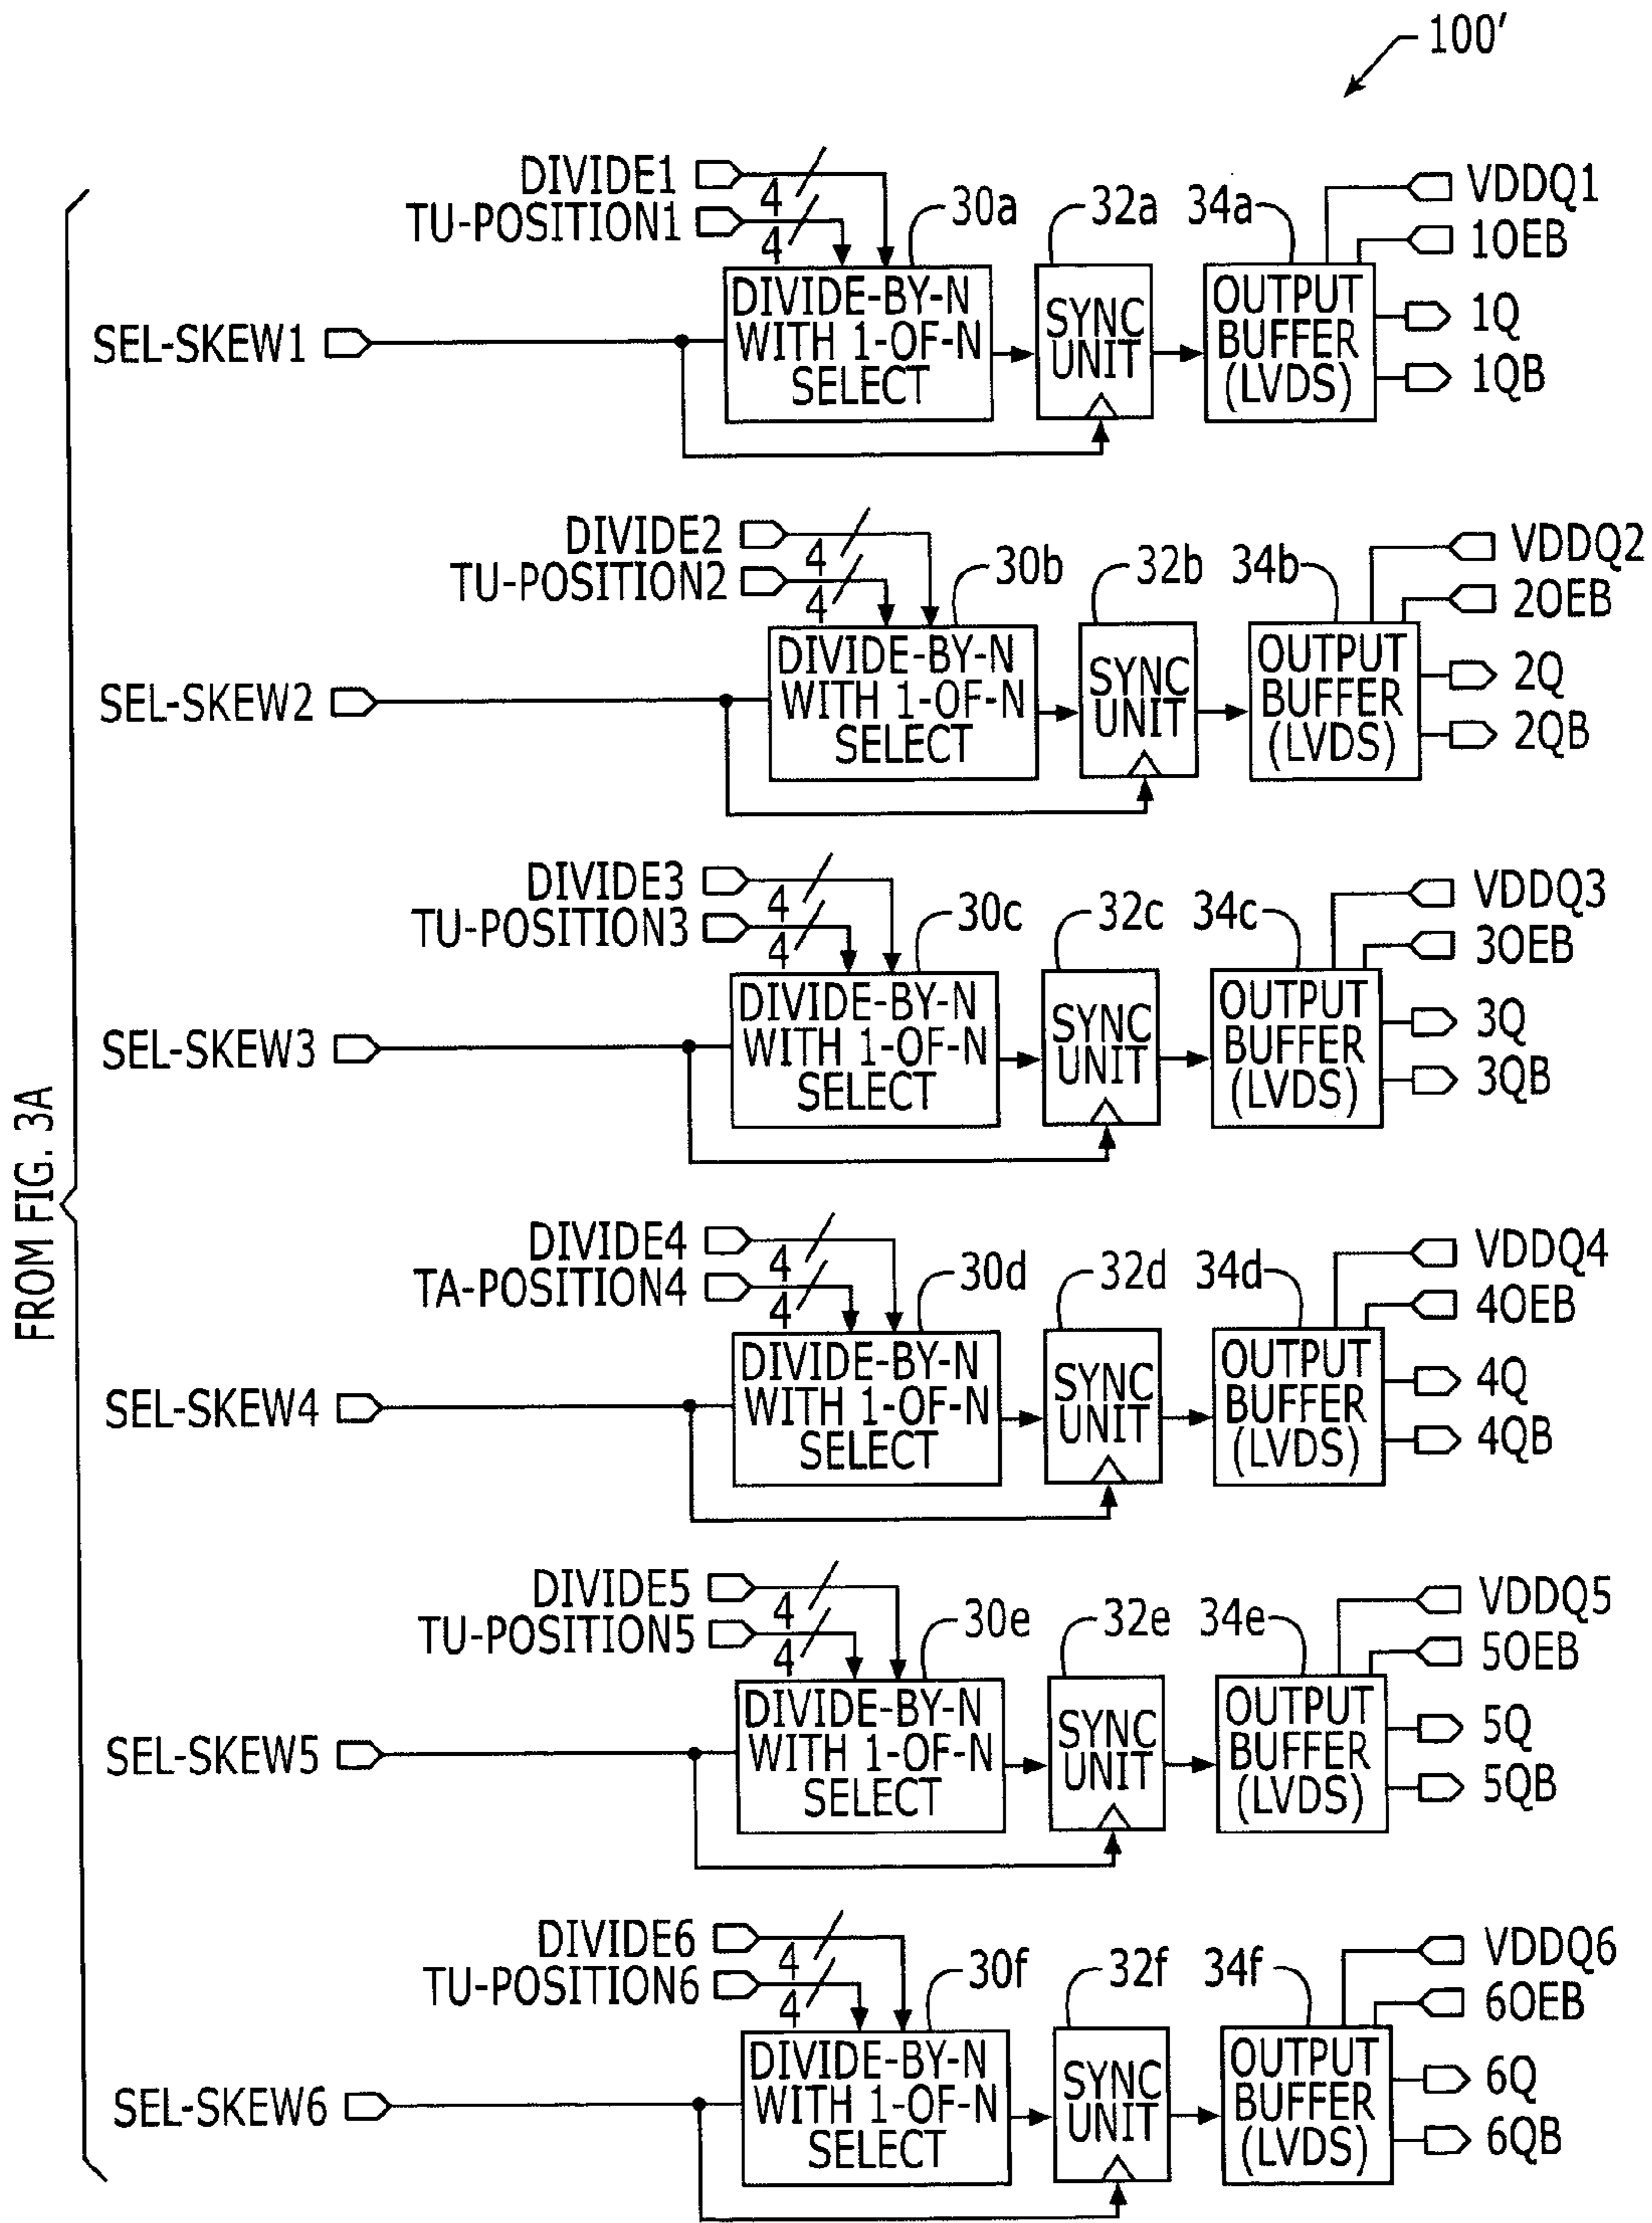 100'
DIVIDE1
4
TU-POSITION1
4
30a
32a
34a
VDDQ1
1OEB
SEL-SKEW1
DIVIDE-BY-N
WITH 1-OF-N
SELECT
SYNC
UNIT
OUTPUT
BUFFER
(LVDS)
1Q
1QB
DIVIDE2
4
TU-POSITION2
4
30b
32b
34b
VDDQ2
2OEB
SEL-SKEW2
DIVIDE-BY-N
WITH 1-OF-N
SELECT
SYNC
UNIT
OUTPUT
BUFFER
(LVDS)
2Q
2QB
DIVIDE3
4
TU-POSITION3
4
30c
32c
34c
VDDQ3
3OEB
SEL-SKEW3
DIVIDE-BY-N
WITH 1-OF-N
SELECT
SYNC
UNIT
OUTPUT
BUFFER
(LVDS)
3Q
3QB
FROM FIG. 3A
DIVIDE4
4
TA-POSITION4
4
30d
32d
34d
VDDQ4
4OEB
SEL-SKEW4
DIVIDE-BY-N
WITH 1-OF-N
SELECT
SYNC
UNIT
OUTPUT
BUFFER
(LVDS)
4Q
4QB
DIVIDE5
4
TU-POSITION5
4
30e
32e
34e
VDDQ5
5OEB
SEL-SKEW5
DIVIDE-BY-N
WITH 1-OF-N
SELECT
SYNC
UNIT
OUTPUT
BUFFER
(LVDS)
5Q
5QB
DIVIDE6
4
TU-POSITION6
4
30f
32f
34f
VDDQ6
6OEB
SEL-SKEW6
DIVIDE-BY-N
WITH 1-OF-N
SELECT
SYNC
UNIT
OUTPUT
BUFFER
(LVDS)
6Q
6QB